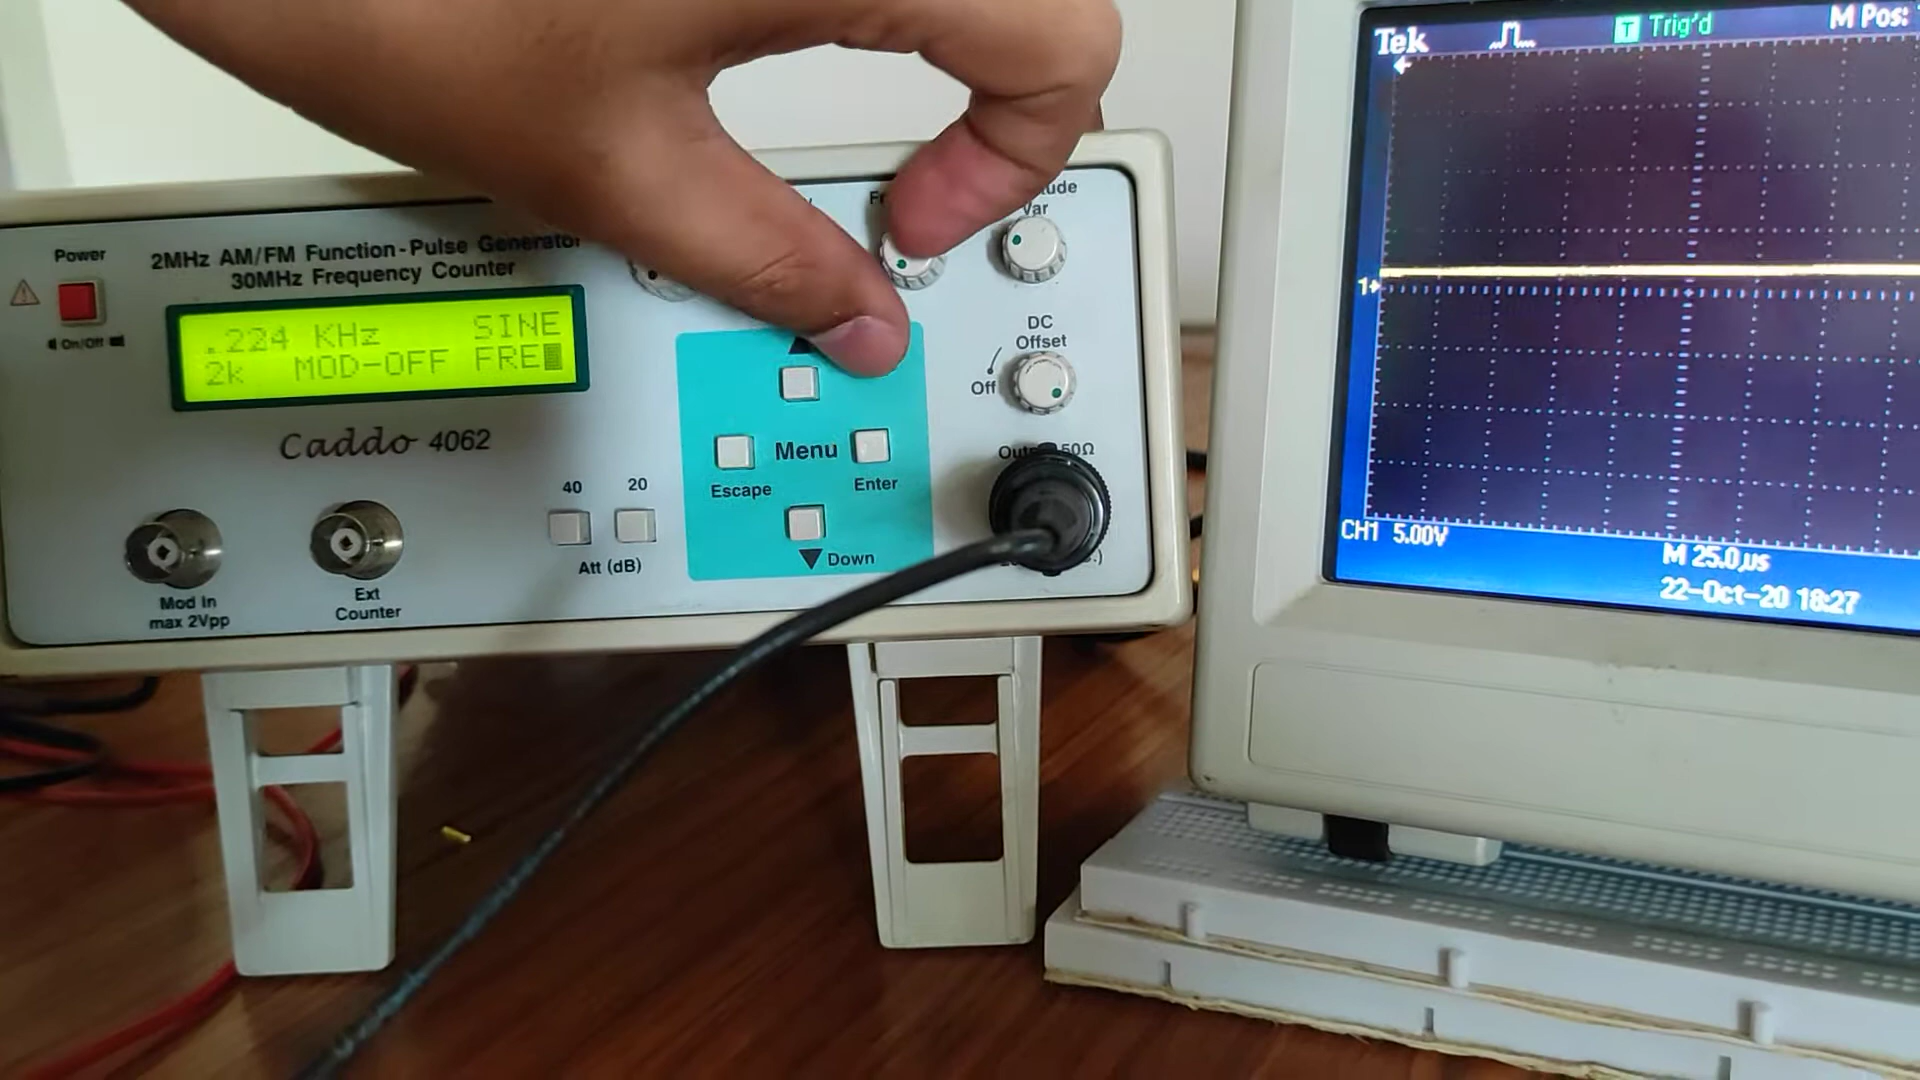 Power
On/Off
2MHz AM/FM Function-Pulse Generator
30MHz Frequency Counter
.224 KHz SINE
2k MOD-OFF FRE
Caddo 4062
Mod In
max 2Vpp
Ext
Counter
40 20
Att (dB)
Menu
Escape
Enter
Down
Var
DC
Offset
Off
50Ω
Tek
T Trig'd
M Pos:
1
CH1 5.00V
M 25.0µs
22-Oct-20 18:27